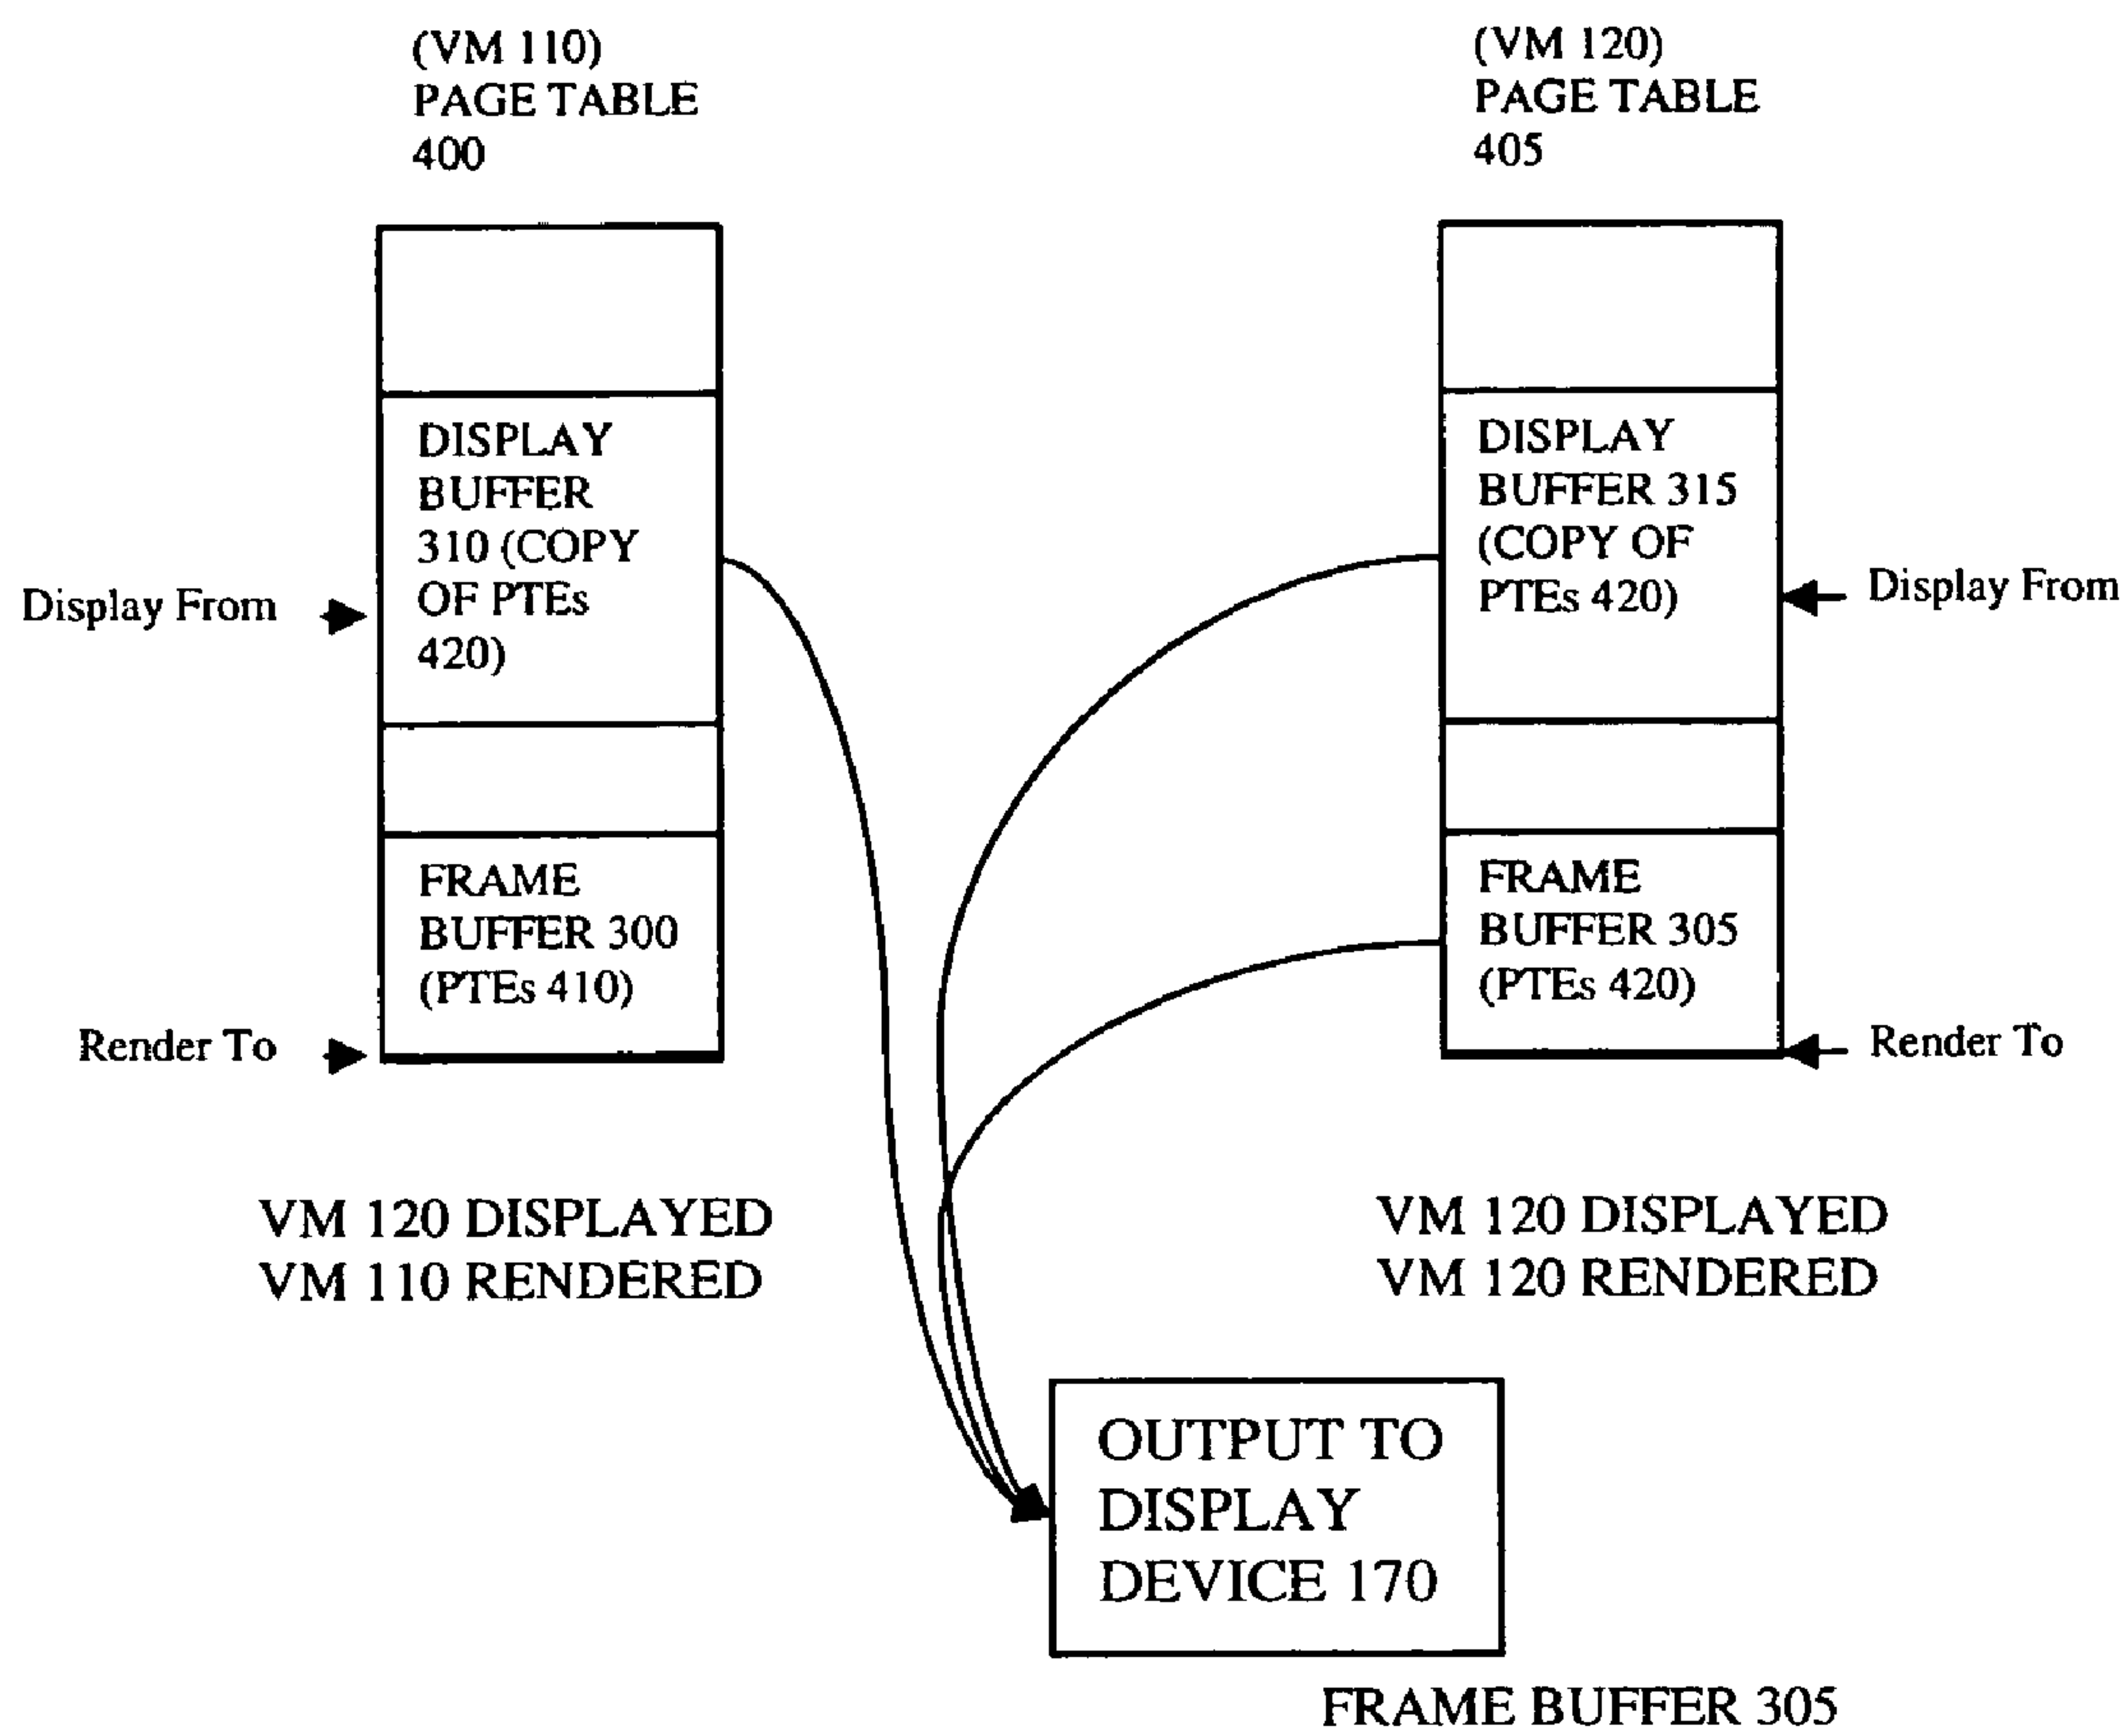 (VM 110)
PAGE TABLE
400
(VM 120)
PAGE TABLE
405
DISPLAY
BUFFER
310 (COPY
OF PTEs
420)
Display From
DISPLAY
BUFFER 315
(COPY OF
PTEs 420)
Display From
FRAME
BUFFER 300
(PTEs 410)
Render To
FRAME
BUFFER 305
(PTEs 420)
Render To
VM 120 DISPLAYED
VM 110 RENDERED
VM 120 DISPLAYED
VM 120 RENDERED
OUTPUT TO
DISPLAY
DEVICE 170
FRAME BUFFER 305